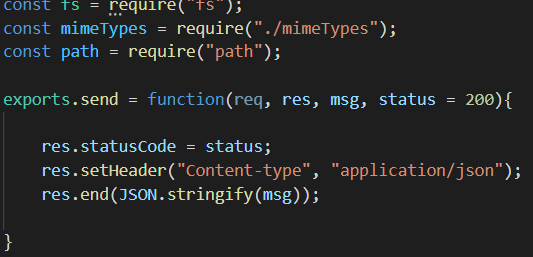 const fs = require("fs");
const mimeTypes = require("./mimeTypes");
const path = require("path");
exports.send = function(req, res, msg, status = 200){
res.statusCode = status;
res.setHeader("Content-type", "application/json");
res.end(JSON.stringify(msg));
}